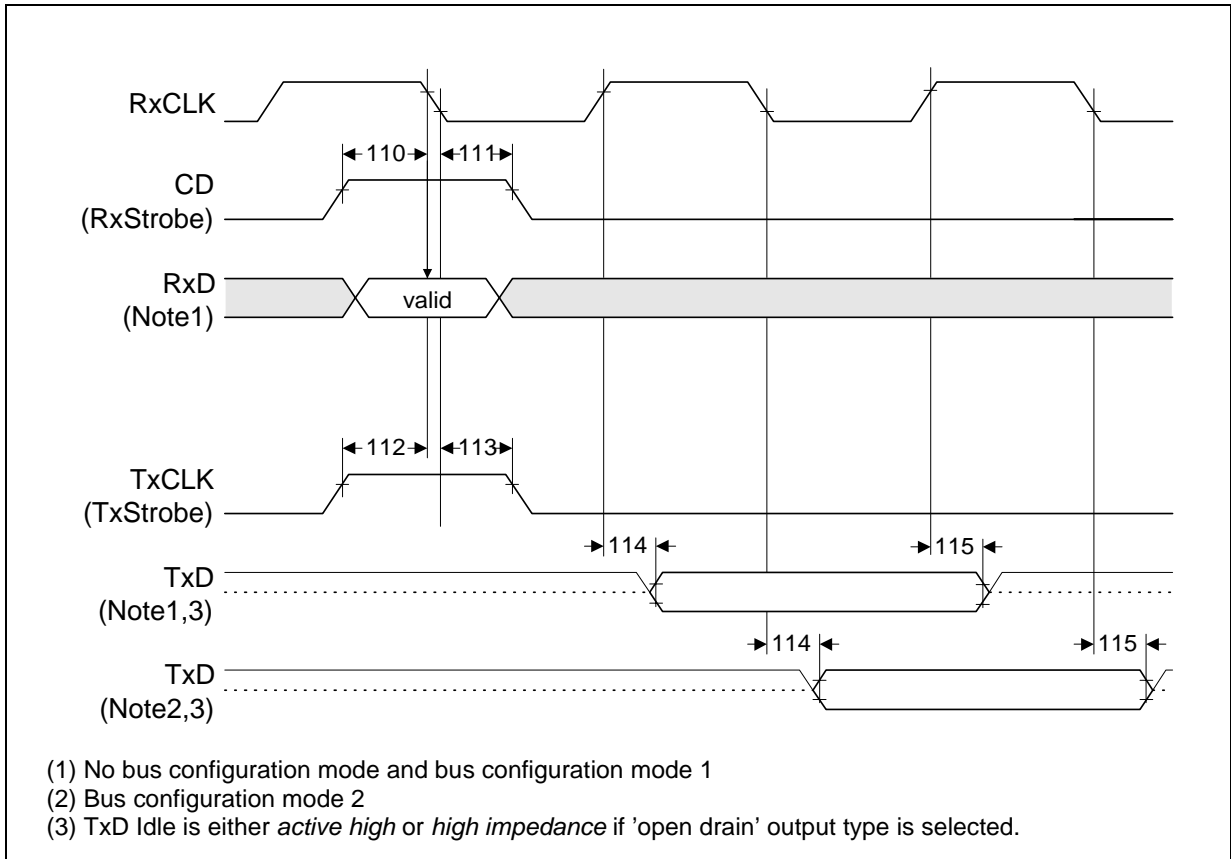 RxCLK
110
111
CD
(RxStrobe)
RxD
(Note1)
valid
112
113
TxCLK
(TxStrobe)
114
115
TxD
(Note1,3)
114
115
TxD
(Note2,3)
(1) No bus configuration mode and bus configuration mode 1
(2) Bus configuration mode 2
(3) TxD Idle is either active high or high impedance if ’open drain’ output type is selected.